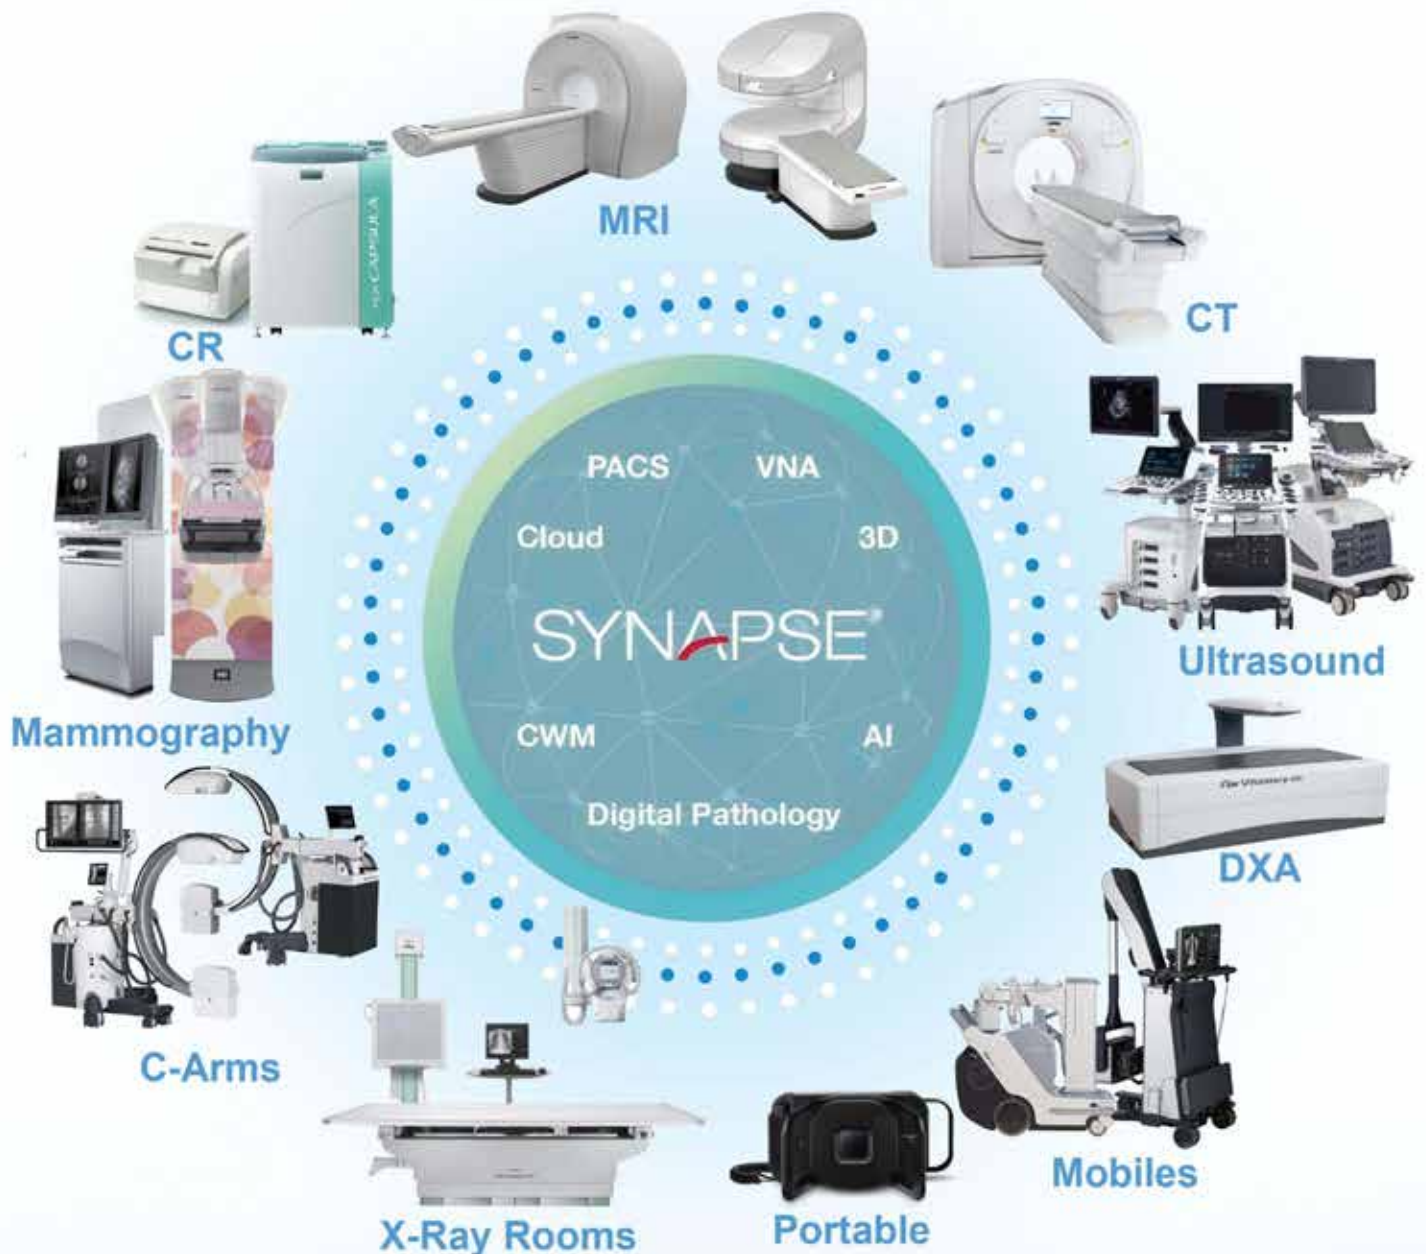 MRI
CT
CR
CAPSULA
PACS VNA
Cloud 3D
SYNAPSE
Ultrasound
Mammography
CWM AI
Digital Pathology
DXA
C-Arms
Mobiles
X-Ray Rooms
Portable